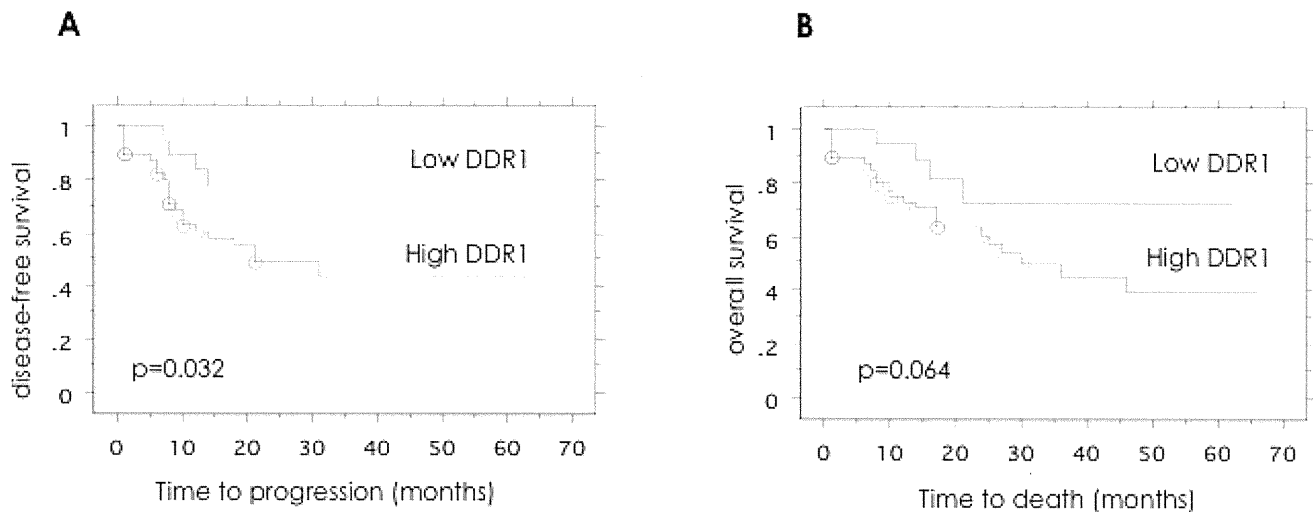 A
disease-free survival
1
.8
.6
.4
.2
0
Low DDR1
High DDR1
p=0.032
0 10 20 30 40 50 60 70
Time to progression (months)
B
overall survival
1
.8
.6
.4
.2
0
Low DDR1
High DDR1
p=0.064
0 10 20 30 40 50 60 70
Time to death (months)